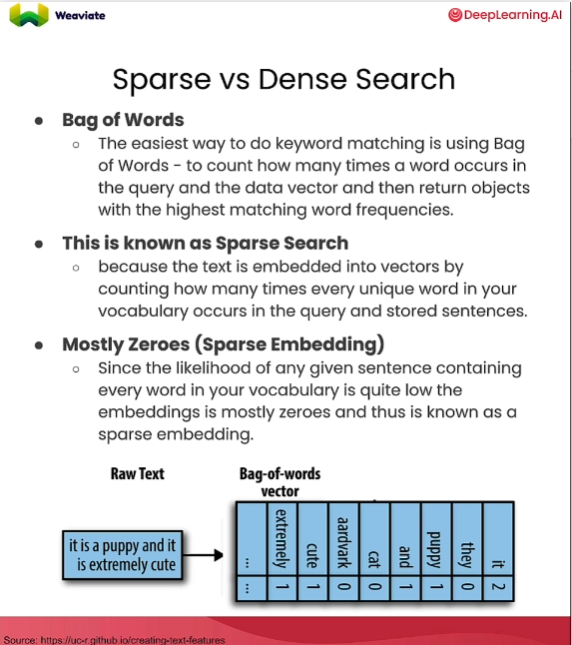 Weaviate
DeepLearning.AI
Sparse vs Dense Search
● Bag of Words
○ The easiest way to do keyword matching is using Bag
of Words - to count how many times a word occurs in
the query and the data vector and then return objects
with the highest matching word frequencies.
● This is known as Sparse Search
○ because the text is embedded into vectors by
counting how many times every unique word in your
vocabulary occurs in the query and stored sentences.
● Mostly Zeroes (Sparse Embedding)
○ Since the likelihood of any given sentence containing
every word in your vocabulary is quite low the
embeddings is mostly zeroes and thus is known as a
sparse embedding.
Raw Text
Bag-of-words
vector
it is a puppy and it
is extremely cute
... ...
extremely 1
cute 1
aardvark 0
cat 0
and 1
puppy 1
they 0
it 2
Source: https://uc-r.github.io/creating-text-features